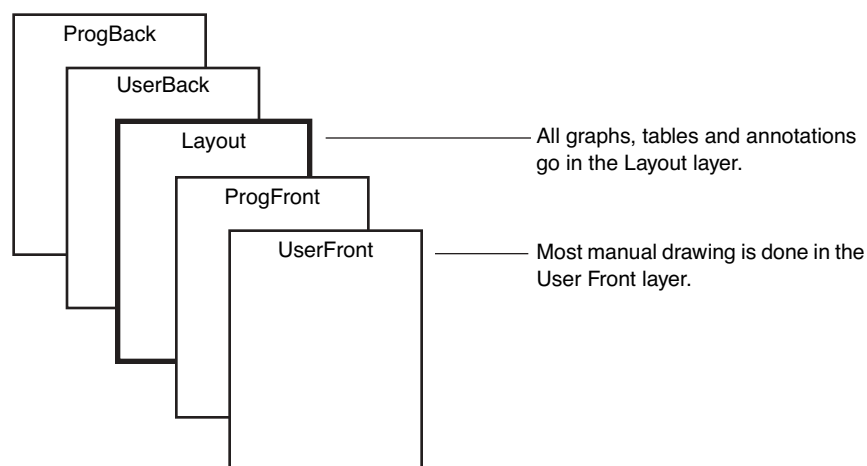 ProgBack
UserBack
Layout
All graphs, tables and annotations
go in the Layout layer.
ProgFront
UserFront
Most manual drawing is done in the
User Front layer.